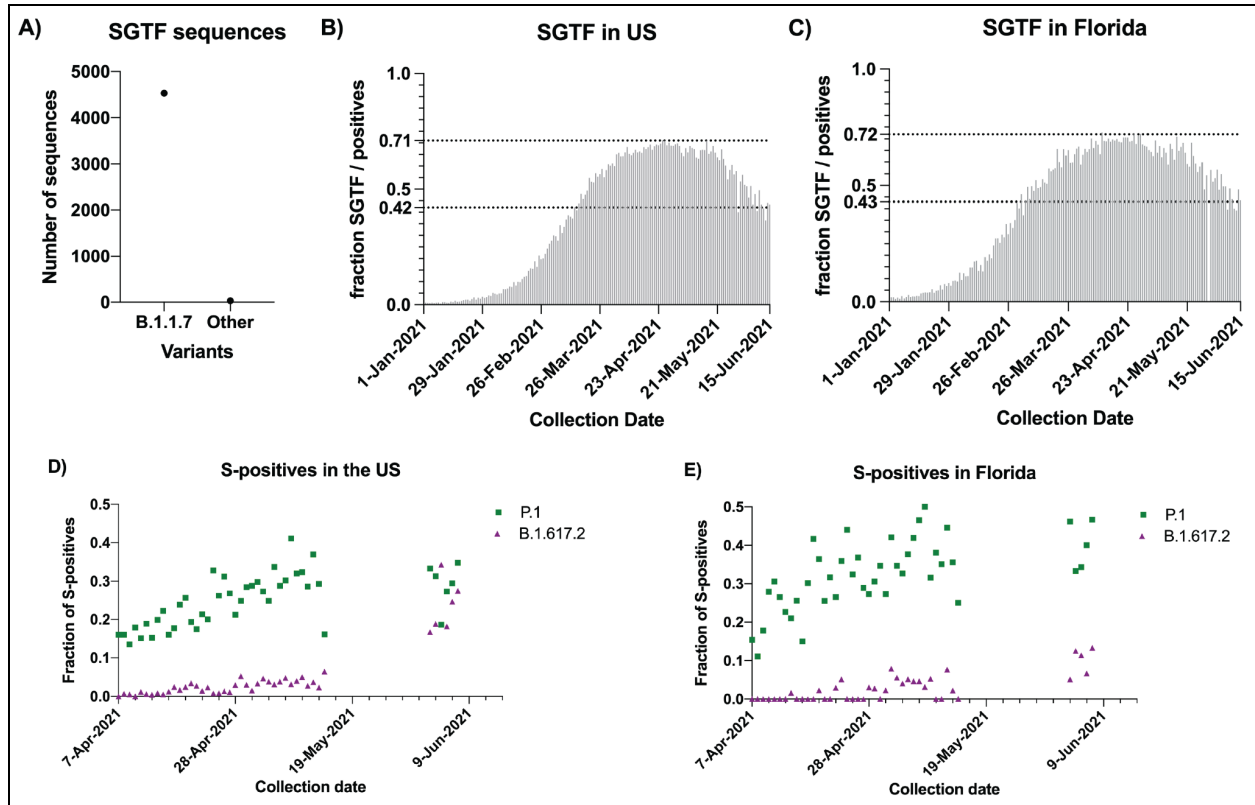 A) SGTF sequences
Number of sequences
5000
4000
3000
2000
1000
0
B.1.1.7 Other
Variants
B)
SGTF in US
fraction SGTF / positives
1.0
0.71
0.5
0.42
0.0
1-Jan-2021
29-Jan-2021
26-Feb-2021
26-Mar-2021
23-Apr-2021
21-May-2021
15-Jun-2021
Collection Date
C)
SGTF in Florida
fraction SGTF / positives
1.0
0.72
0.5
0.43
0.0
1-Jan-2021
29-Jan-2021
26-Feb-2021
26-Mar-2021
23-Apr-2021
21-May-2021
15-Jun-2021
Collection Date
D)
S-positives in the US
Fraction of S-positives
0.5
0.4
0.3
0.2
0.1
0.0
7-Apr-2021
28-Apr-2021
19-May-2021
9-Jun-2021
Collection date
P.1
B.1.617.2
E)
S-positives in Florida
Fraction of S-positives
0.5
0.4
0.3
0.2
0.1
0.0
7-Apr-2021
28-Apr-2021
19-May-2021
9-Jun-2021
Collection date
P.1
B.1.617.2